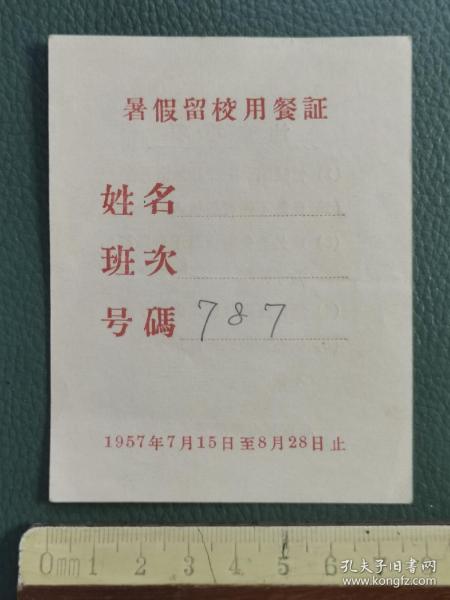 暑假留校用餐証
姓名
班次
号碼 787
1957年7月15日至8月28日止
0mm 1 2 3 4 5 6 7 8
孔夫子旧书网
www.kongfz.com